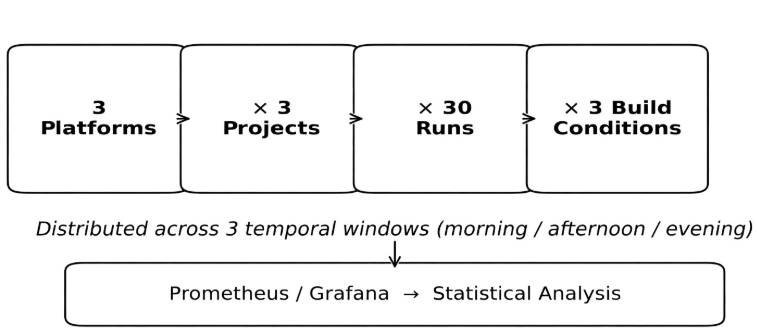 3
Platforms
× 3
Projects
× 30
Runs
× 3 Build
Conditions
Distributed across 3 temporal windows (morning / afternoon / evening)
Prometheus / Grafana → Statistical Analysis